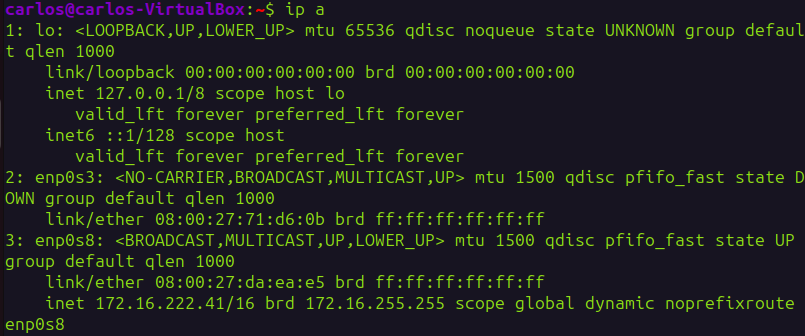 carlos@carlos-VirtualBox:~$ ip a
1: lo: <LOOPBACK,UP,LOWER_UP> mtu 65536 qdisc noqueue state UNKNOWN group defaul
t qlen 1000
    link/loopback 00:00:00:00:00:00 brd 00:00:00:00:00:00
    inet 127.0.0.1/8 scope host lo
       valid_lft forever preferred_lft forever
    inet6 ::1/128 scope host
       valid_lft forever preferred_lft forever
2: enp0s3: <NO-CARRIER,BROADCAST,MULTICAST,UP> mtu 1500 qdisc pfifo_fast state D
OWN group default qlen 1000
    link/ether 08:00:27:71:d6:0b brd ff:ff:ff:ff:ff:ff
3: enp0s8: <BROADCAST,MULTICAST,UP,LOWER_UP> mtu 1500 qdisc pfifo_fast state UP
group default qlen 1000
    link/ether 08:00:27:da:ea:e5 brd ff:ff:ff:ff:ff:ff
    inet 172.16.222.41/16 brd 172.16.255.255 scope global dynamic noprefixroute
enp0s8